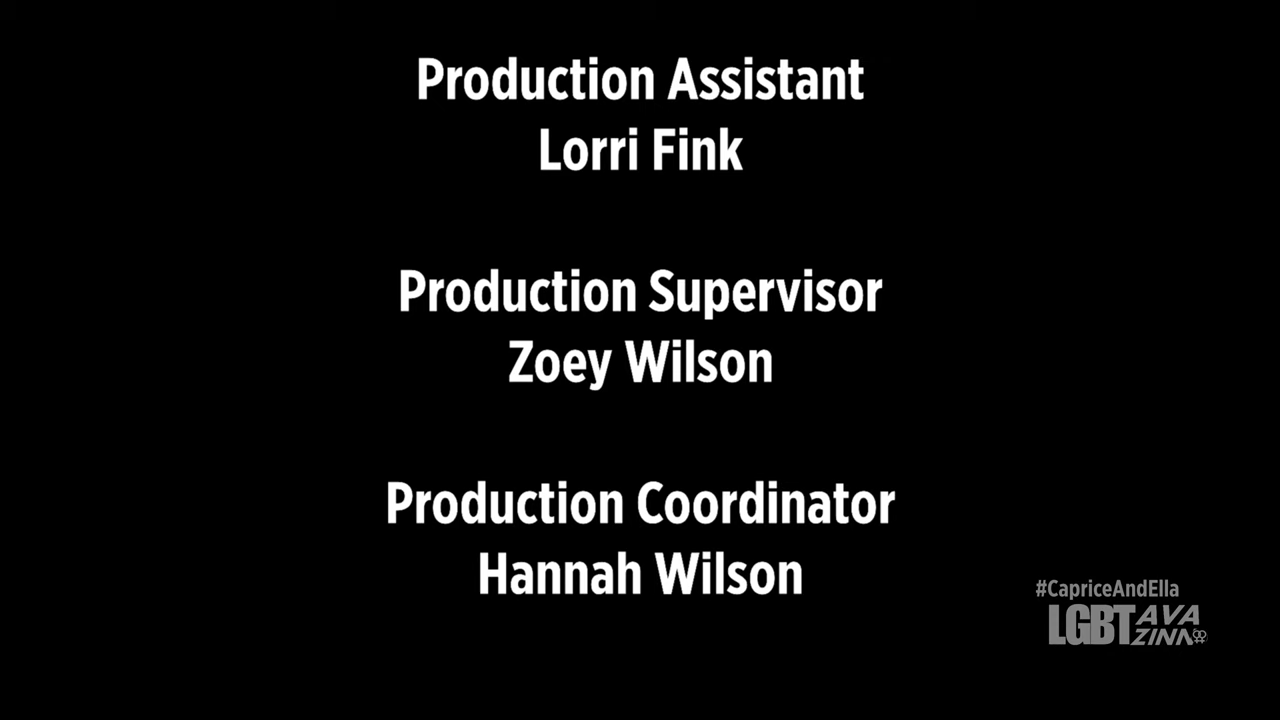 Production Assistant
Lorri Fink
Production Supervisor
Zoey Wilson
Production Coordinator
Hannah Wilson
#CapriceAndElla
LGBT AVA
ZINA